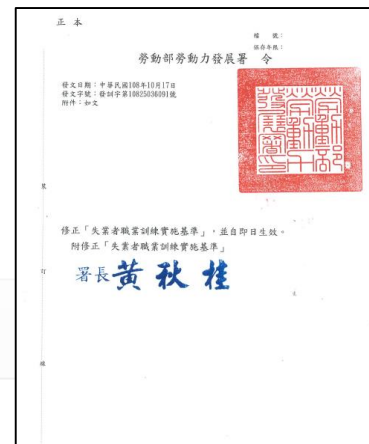 正 本
檔 號：
保存年限：
勞動部勞動力發展署 令
發文日期：中華民國108年10月17日
發文字號：發訓字第10825036091號
附件：如文
裝
修正「失業者職業訓練實施基準」，並自即日生效。
附修正「失業者職業訓練實施基準」
訂
署長 黃秋桂
線